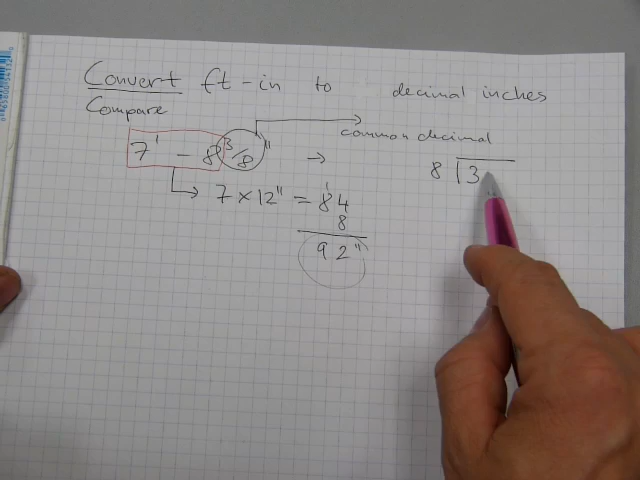 Convert ft-in to decimal inches
Compare
common decimal
7' - 8 3/8" →
8 3
7 × 12" = 84
1
8
92"